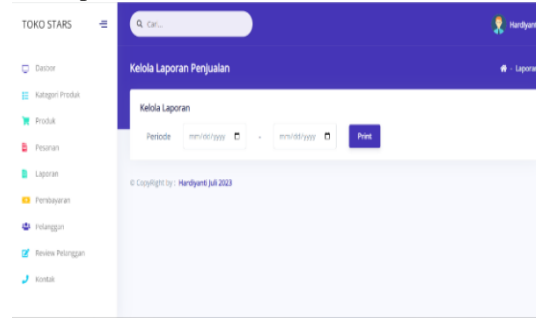 TOKO STARS
Cari...
Hardiyant
Dasbor
Kategori Produk
Produk
Pesanan
Laporan
Pembayaran
Pelanggan
Review Pelanggan
Kontak
Kelola Laporan Penjualan
- Laporan
Kelola Laporan
Periode mm/dd/yyyy - mm/dd/yyyy Print
© CopyRight by : Hardiyanti Juli 2023